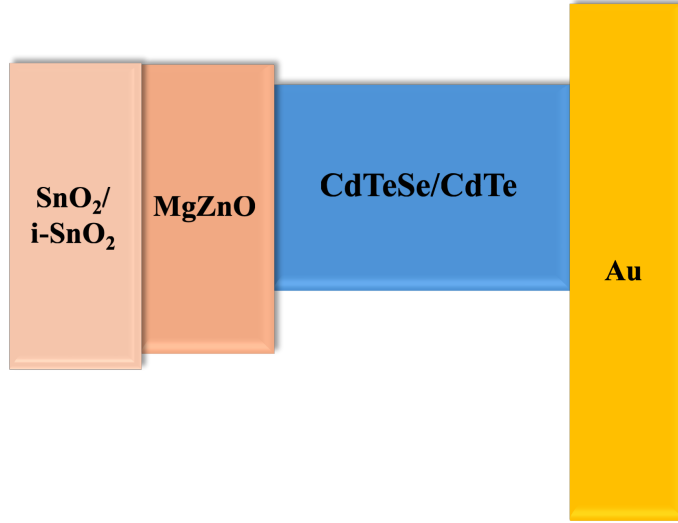 SnO₂/
i-SnO₂
MgZnO
CdTeSe/CdTe
Au